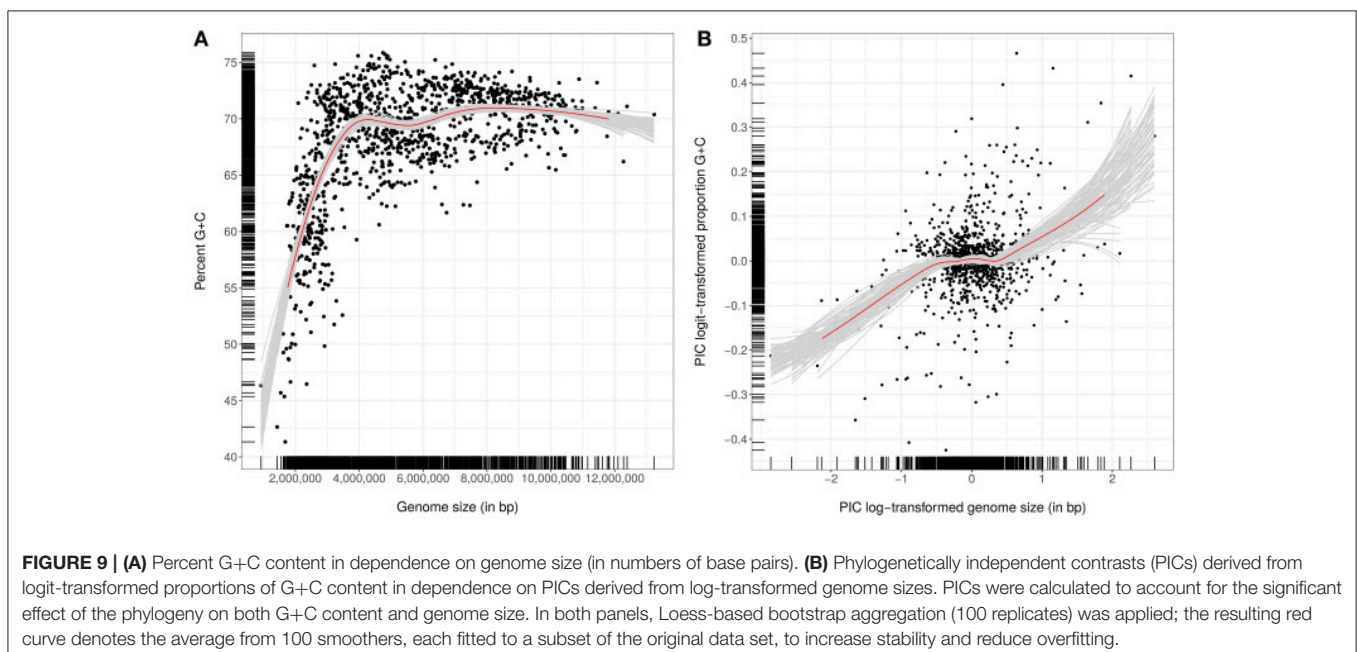 A
B
75
70
65
60
55
50
45
40
Percent G+C
2,000,000 4,000,000 6,000,000 8,000,000 10,000,000 12,000,000
Genome size (in bp)
0.5
0.4
0.3
0.2
0.1
0.0
−0.1
−0.2
−0.3
−0.4
PIC logit−transformed proportion G+C
−2 −1 0 1 2
PIC log−transformed genome size (in bp)
FIGURE 9 | (A) Percent G+C content in dependence on genome size (in numbers of base pairs). (B) Phylogenetically independent contrasts (PICs) derived from
logit-transformed proportions of G+C content in dependence on PICs derived from log-transformed genome sizes. PICs were calculated to account for the significant
effect of the phylogeny on both G+C content and genome size. In both panels, Loess-based bootstrap aggregation (100 replicates) was applied; the resulting red
curve denotes the average from 100 smoothers, each fitted to a subset of the original data set, to increase stability and reduce overfitting.